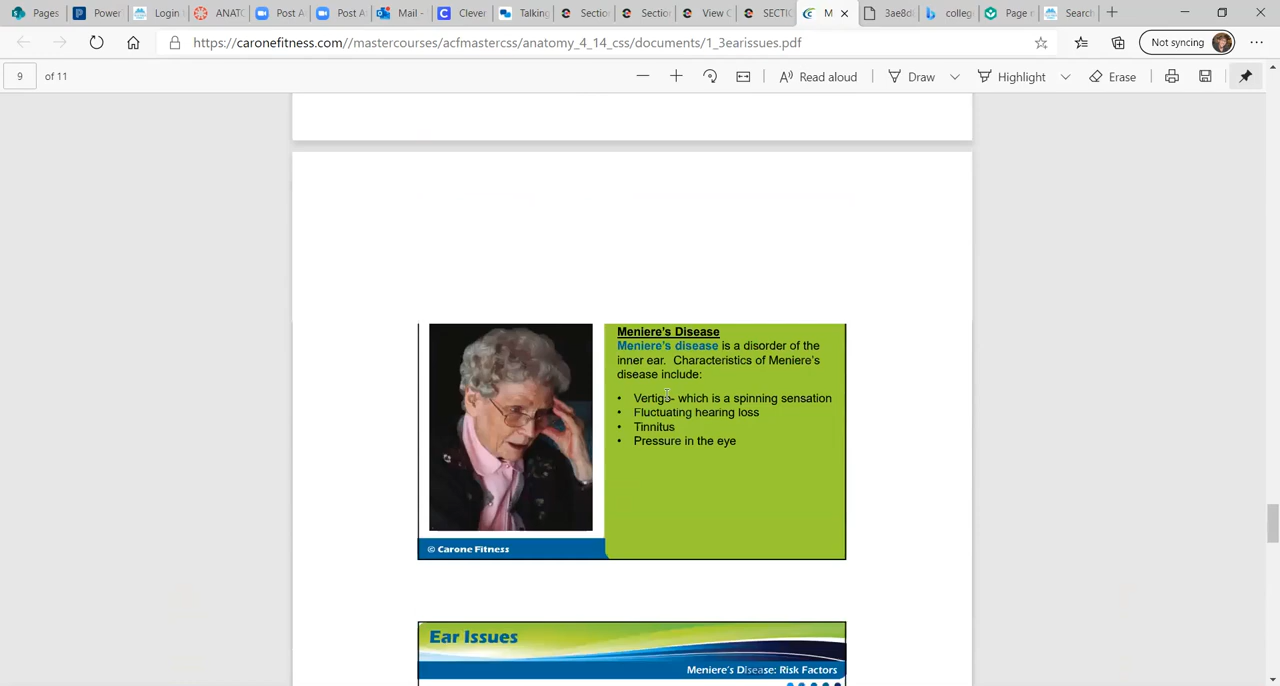 Pages
Power
Login
ANATO
Post A
Post A
Mail -
Clever
Talking
Section
Section
View C
SECTIO
M
3ae8d
colleg
Page n
Search
https://caronefitness.com//mastercourses/acfmastercss/anatomy_4_14_css/documents/1_3earissues.pdf
Not syncing
9 of 11
Read aloud
Draw
Highlight
Erase
Meniere's Disease
Meniere's disease is a disorder of the
inner ear. Characteristics of Meniere's
disease include:
• Vertigo- which is a spinning sensation
• Fluctuating hearing loss
• Tinnitus
• Pressure in the eye
© Carone Fitness
Ear Issues
Meniere's Disease: Risk Factors